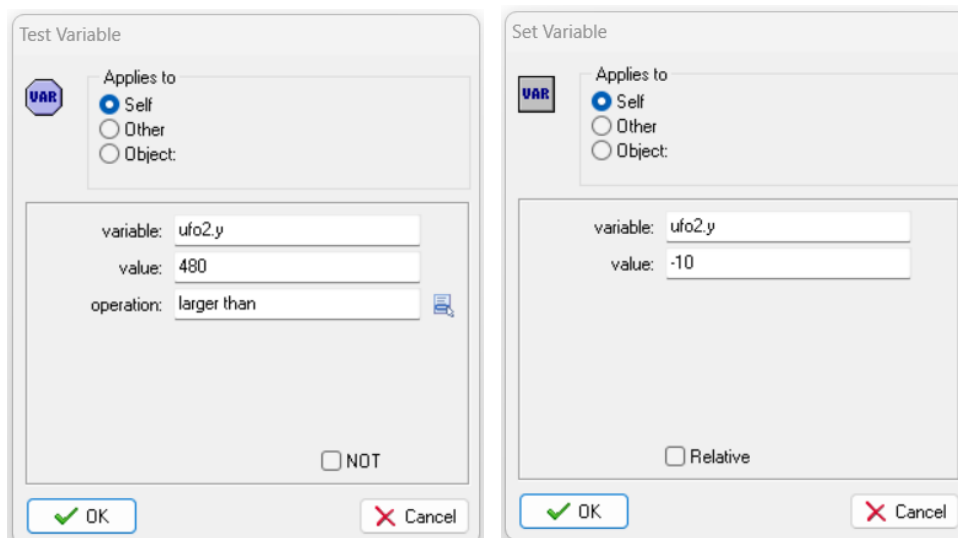 Test Variable
VAR
Applies to
Self
Other
Object:
variable: ufo2.y
value: 480
operation: larger than
NOT
OK
Cancel
Set Variable
VAR
Applies to
Self
Other
Object:
variable: ufo2.y
value: -10
Relative
OK
Cancel